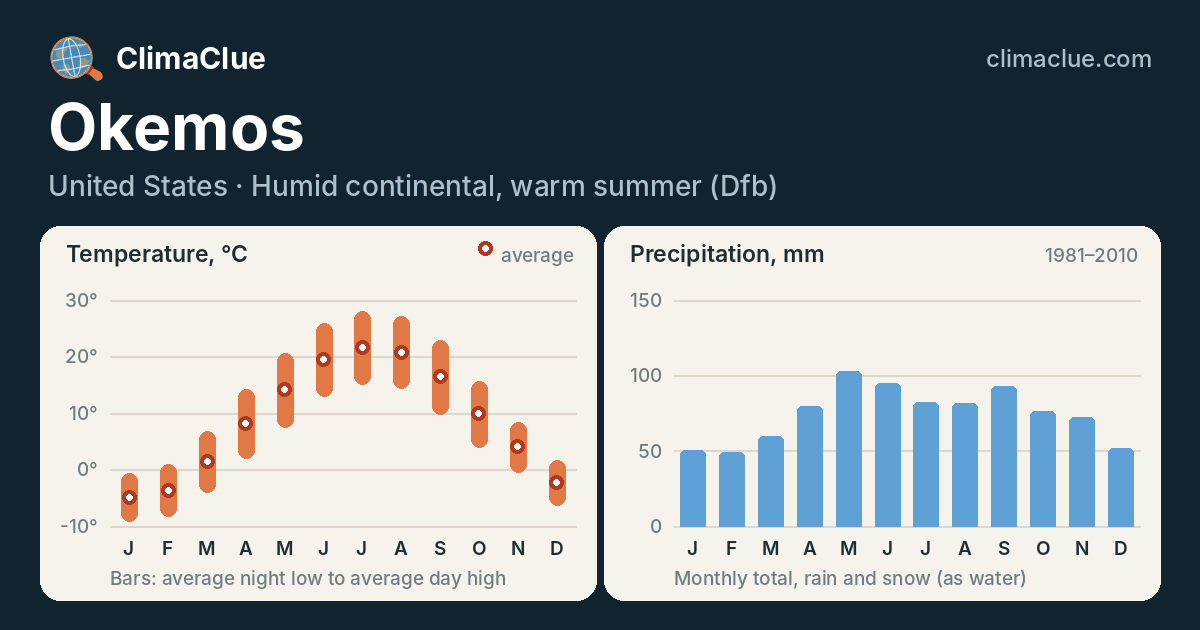 ClimaClue
climaclue.com
Okemos
United States · Humid continental, warm summer (Dfb)
Temperature, °C
average
30°
20°
10°
0°
-10°
J F M A M J J A S O N D
Bars: average night low to average day high
Precipitation, mm
1981–2010
150
100
50
0
J F M A M J J A S O N D
Monthly total, rain and snow (as water)